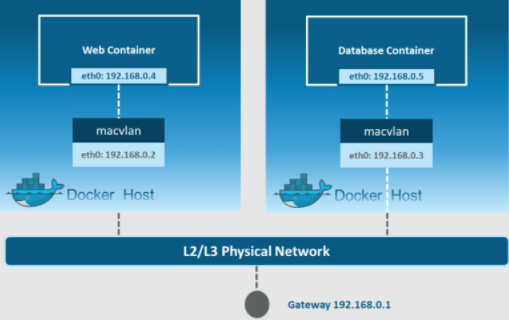 Web Container
eth0: 192.168.0.4
macvlan
eth0: 192.168.0.2
Docker Host
Database Container
eth0: 192.168.0.5
macvlan
eth0: 192.168.0.3
Docker Host
L2/L3 Physical Network
Gateway 192.168.0.1